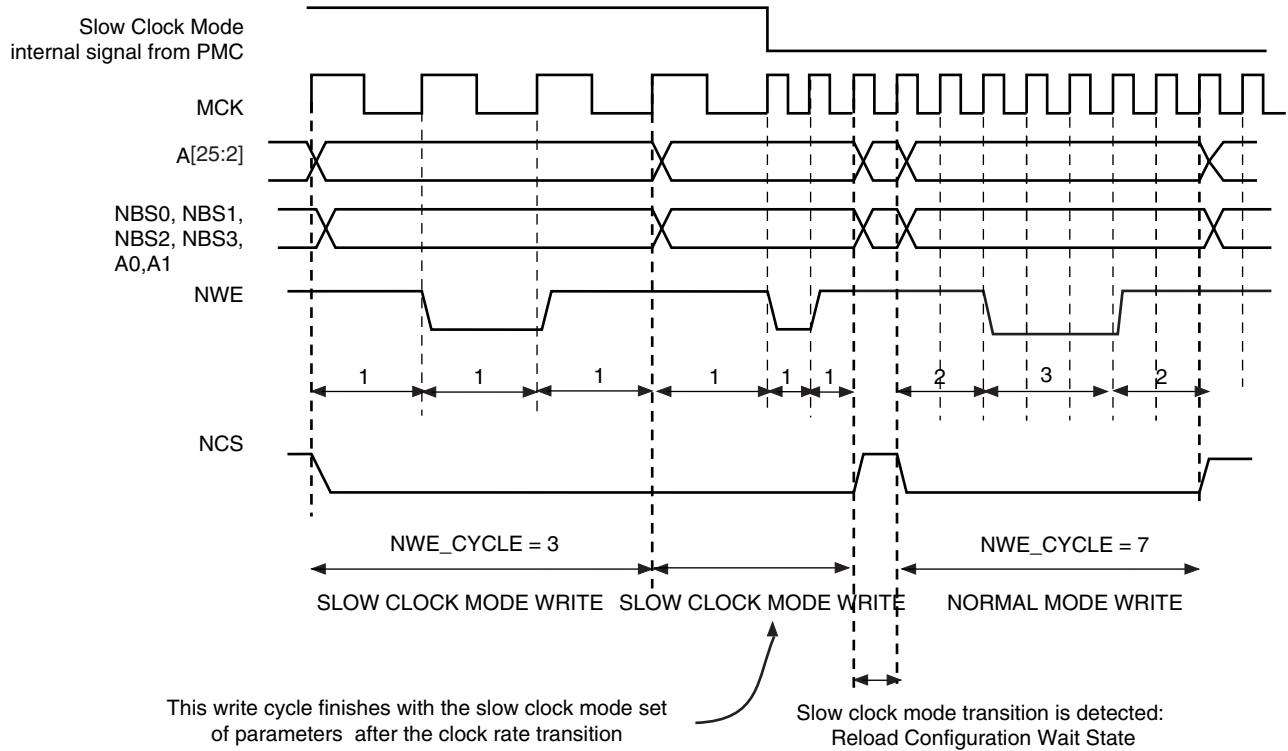 Slow Clock Mode
internal signal from PMC
MCK
A[25:2]
NBS0, NBS1,
NBS2, NBS3,
A0,A1
NWE
1 1 1 1 1 1 2 3 2
NCS
NWE_CYCLE = 3 NWE_CYCLE = 7
SLOW CLOCK MODE WRITE SLOW CLOCK MODE WRITE NORMAL MODE WRITE
This write cycle finishes with the slow clock mode set
of parameters after the clock rate transition
Slow clock mode transition is detected:
Reload Configuration Wait State